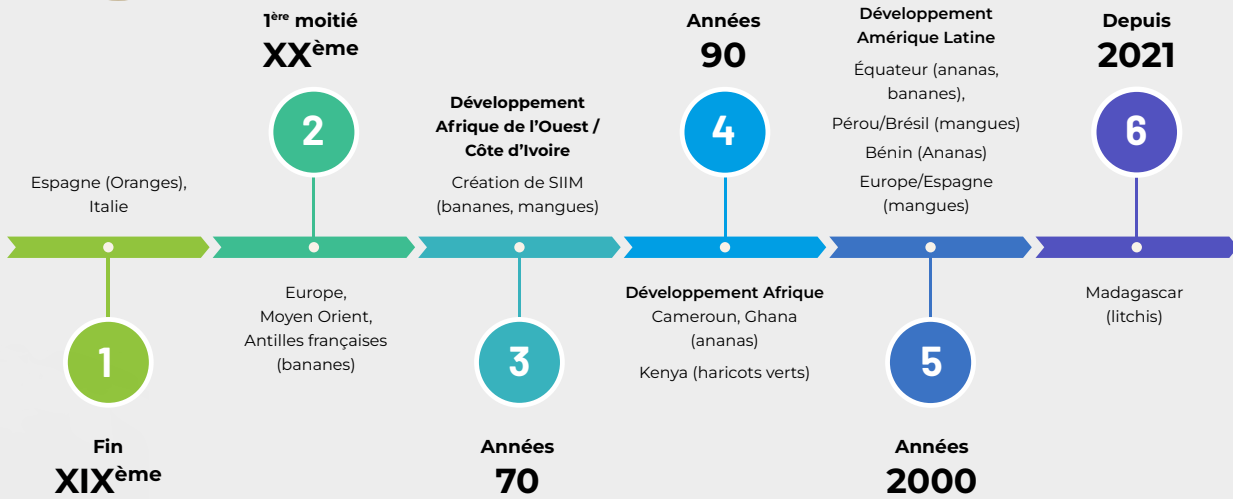 Fin
XIXème
1
Espagne (Oranges),
Italie
1ère moitié
XXème
2
Europe,
Moyen Orient,
Antilles françaises
(bananes)
Développement
Afrique de l’Ouest /
Côte d’Ivoire
Création de SIIM
(bananes, mangues)
3
Années
70
Années
90
4
Développement Afrique
Cameroun, Ghana
(ananas)
Kenya (haricots verts)
Développement
Amérique Latine
Équateur (ananas,
bananes),
Pérou/Brésil (mangues)
Bénin (Ananas)
Europe/Espagne
(mangues)
5
Années
2000
Depuis
2021
6
Madagascar
(litchis)